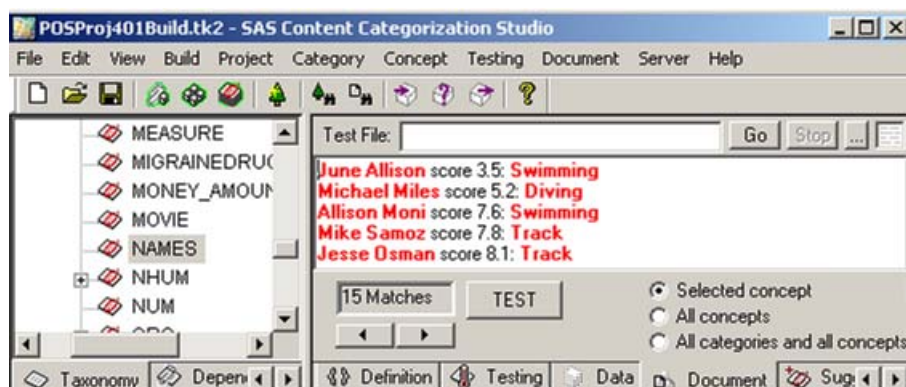 POSProj401Build.tk2 - SAS Content Categorization Studio
File Edit View Build Project Category Concept Testing Document Server Help
MEASURE
MIGRAINEDRUG
MONEY_AMOUN
MOVIE
NAMES
NHUM
NUM
Taxonomy Depen
Test File: Go Stop ...
June Allison score 3.5: Swimming
Michael Miles score 5.2: Diving
Allison Moni score 7.6: Swimming
Mike Samoz score 7.8: Track
Jesse Osman score 8.1: Track
15 Matches TEST
Selected concept
All concepts
All categories and all concepts
Definition Testing Data Document Sug